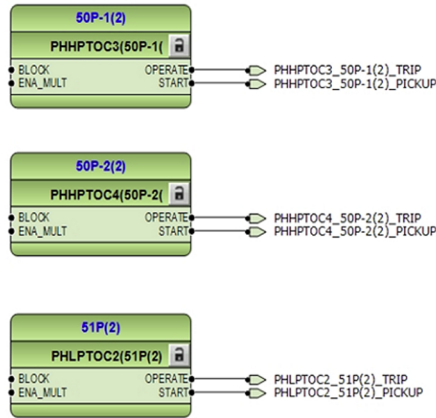 50P-1(2)
PHHPTOC3(50P-1(
BLOCK OPERATE PHHPTOC3_50P-1(2)_TRIP
ENA_MULT START PHHPTOC3_50P-1(2)_PICKUP
50P-2(2)
PHHPTOC4(50P-2(
BLOCK OPERATE PHHPTOC4_50P-2(2)_TRIP
ENA_MULT START PHHPTOC4_50P-2(2)_PICKUP
51P(2)
PHLPTOC2(51P(2)
BLOCK OPERATE PHLPTOC2_51P(2)_TRIP
ENA_MULT START PHLPTOC2_51P(2)_PICKUP